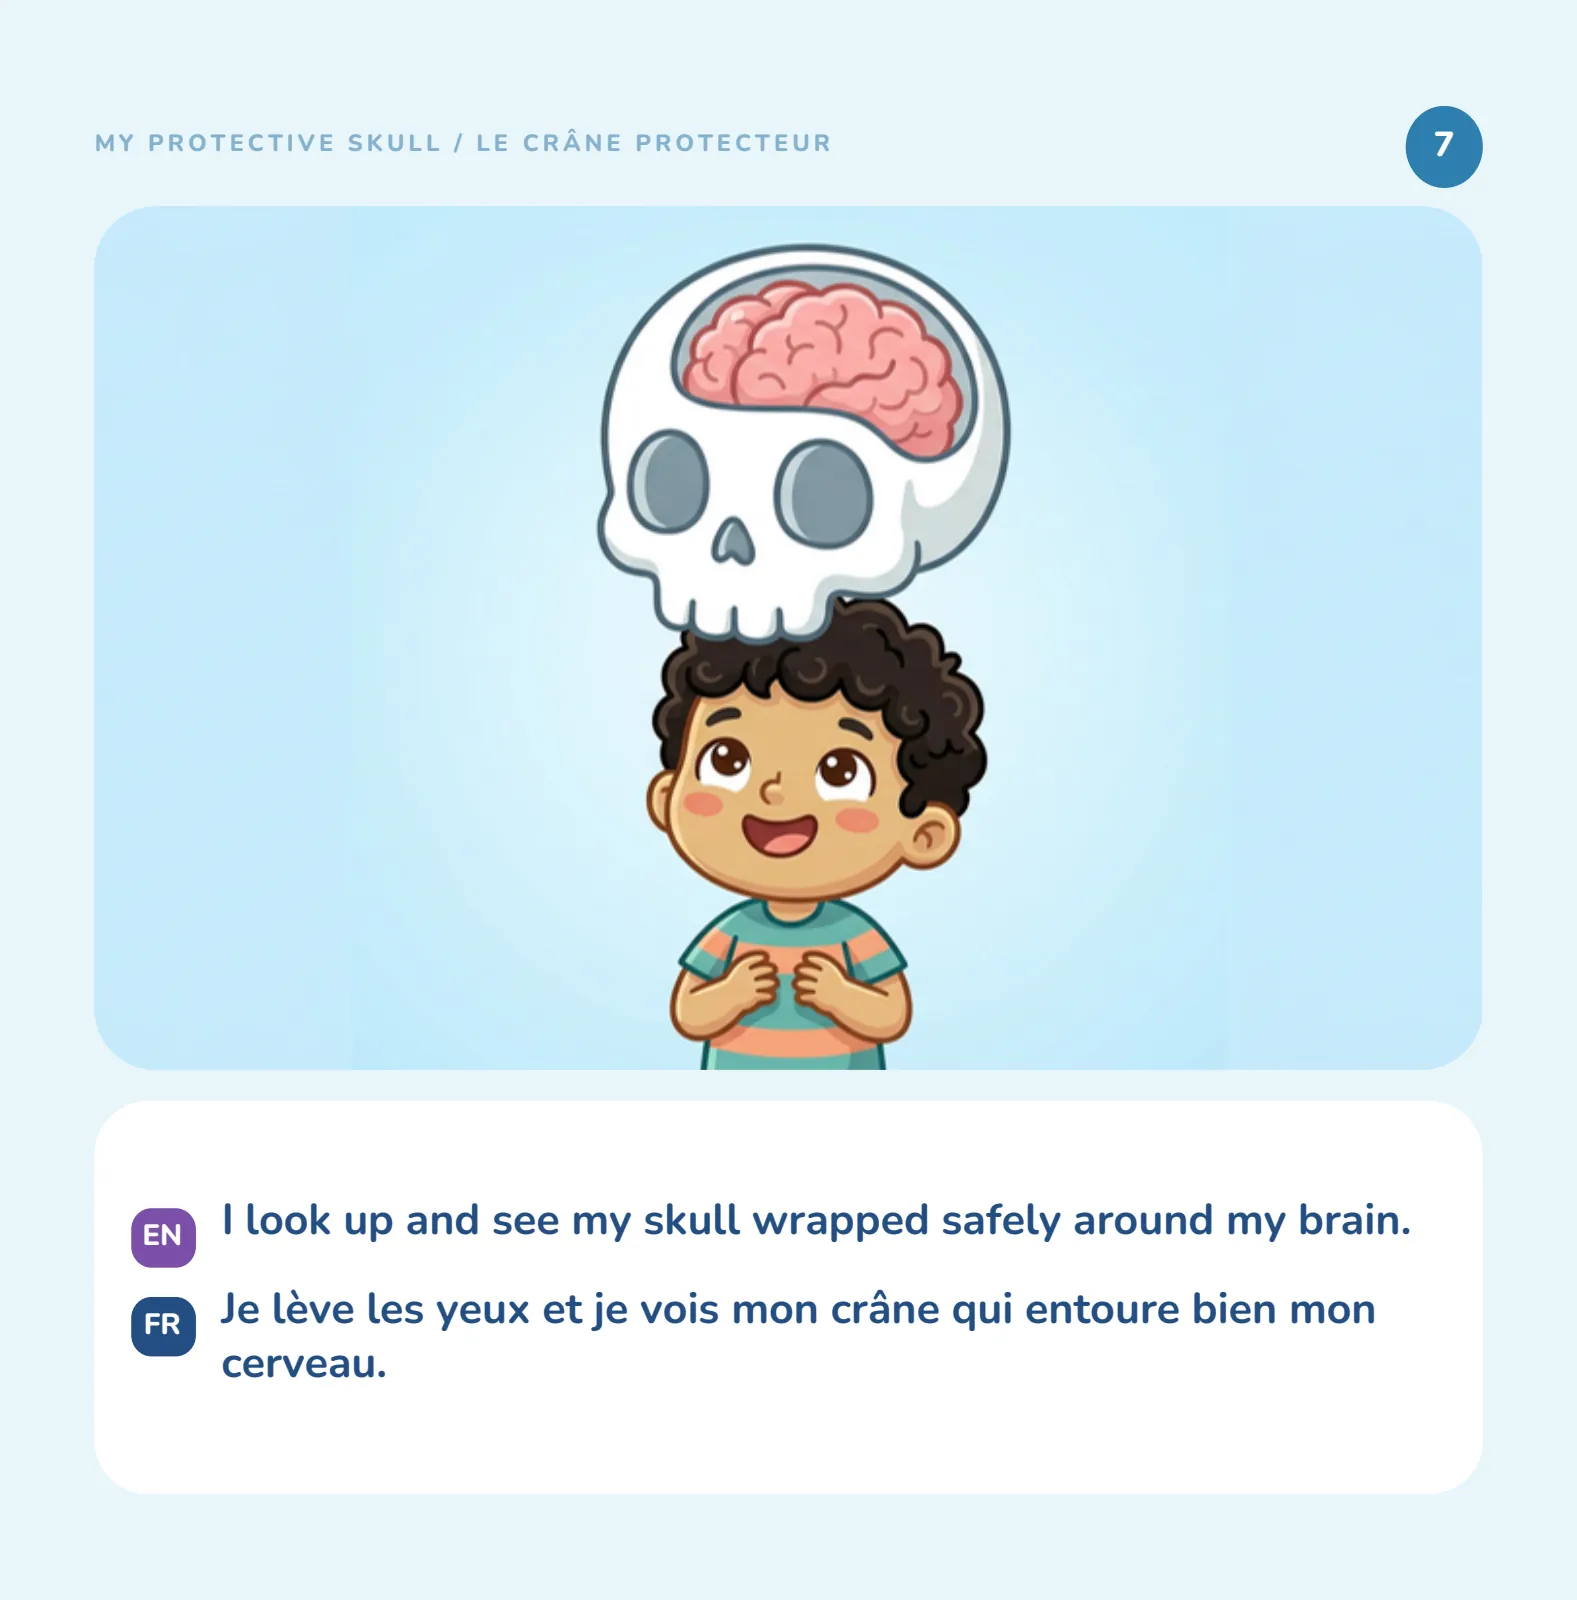 MY PROTECTIVE SKULL / LE CRÂNE PROTECTEUR
7
EN
I look up and see my skull wrapped safely around my brain.
FR
Je lève les yeux et je vois mon crâne qui entoure bien mon
cerveau.